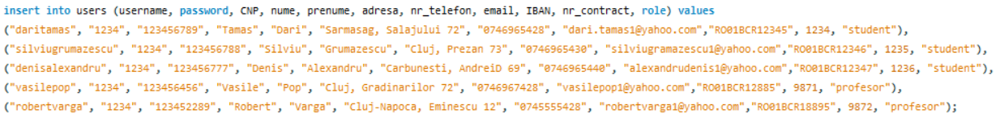 insert into users (username, password, CNP, nume, prenume, adresa, nr_telefon, email, IBAN, nr_contract, role) values
("daritamas", "1234", "123456789", "Tamas", "Dari", "Sarmasag, Salajului 72", "0746965428", "dari.tamas1@yahoo.com","RO01BCR12345", 1234, "student"),
("silviugrumazescu", "1234", "123456788", "Silviu", "Grumazescu", "Cluj, Prezan 73", "0746965430", "silviugramazescu1@yahoo.com","RO01BCR12346", 1235, "student"),
("denisalexandru", "1234", "123456777", "Denis", "Alexandru", "Carbunesti, AndreiD 69", "0746965440", "alexandrudenis1@yahoo.com","RO01BCR12347", 1236, "student"),
("vasilepop", "1234", "123456456", "Vasile", "Pop", "Cluj, Gradinarilor 72", "0746967428", "vasilepop1@yahoo.com","RO01BCR12885", 9871, "profesor"),
("robertvarga", "1234", "123452289", "Robert", "Varga", "Cluj-Napoca, Eminescu 12", "0745555428", "robertvarga1@yahoo.com","RO01BCR18895", 9872, "profesor");